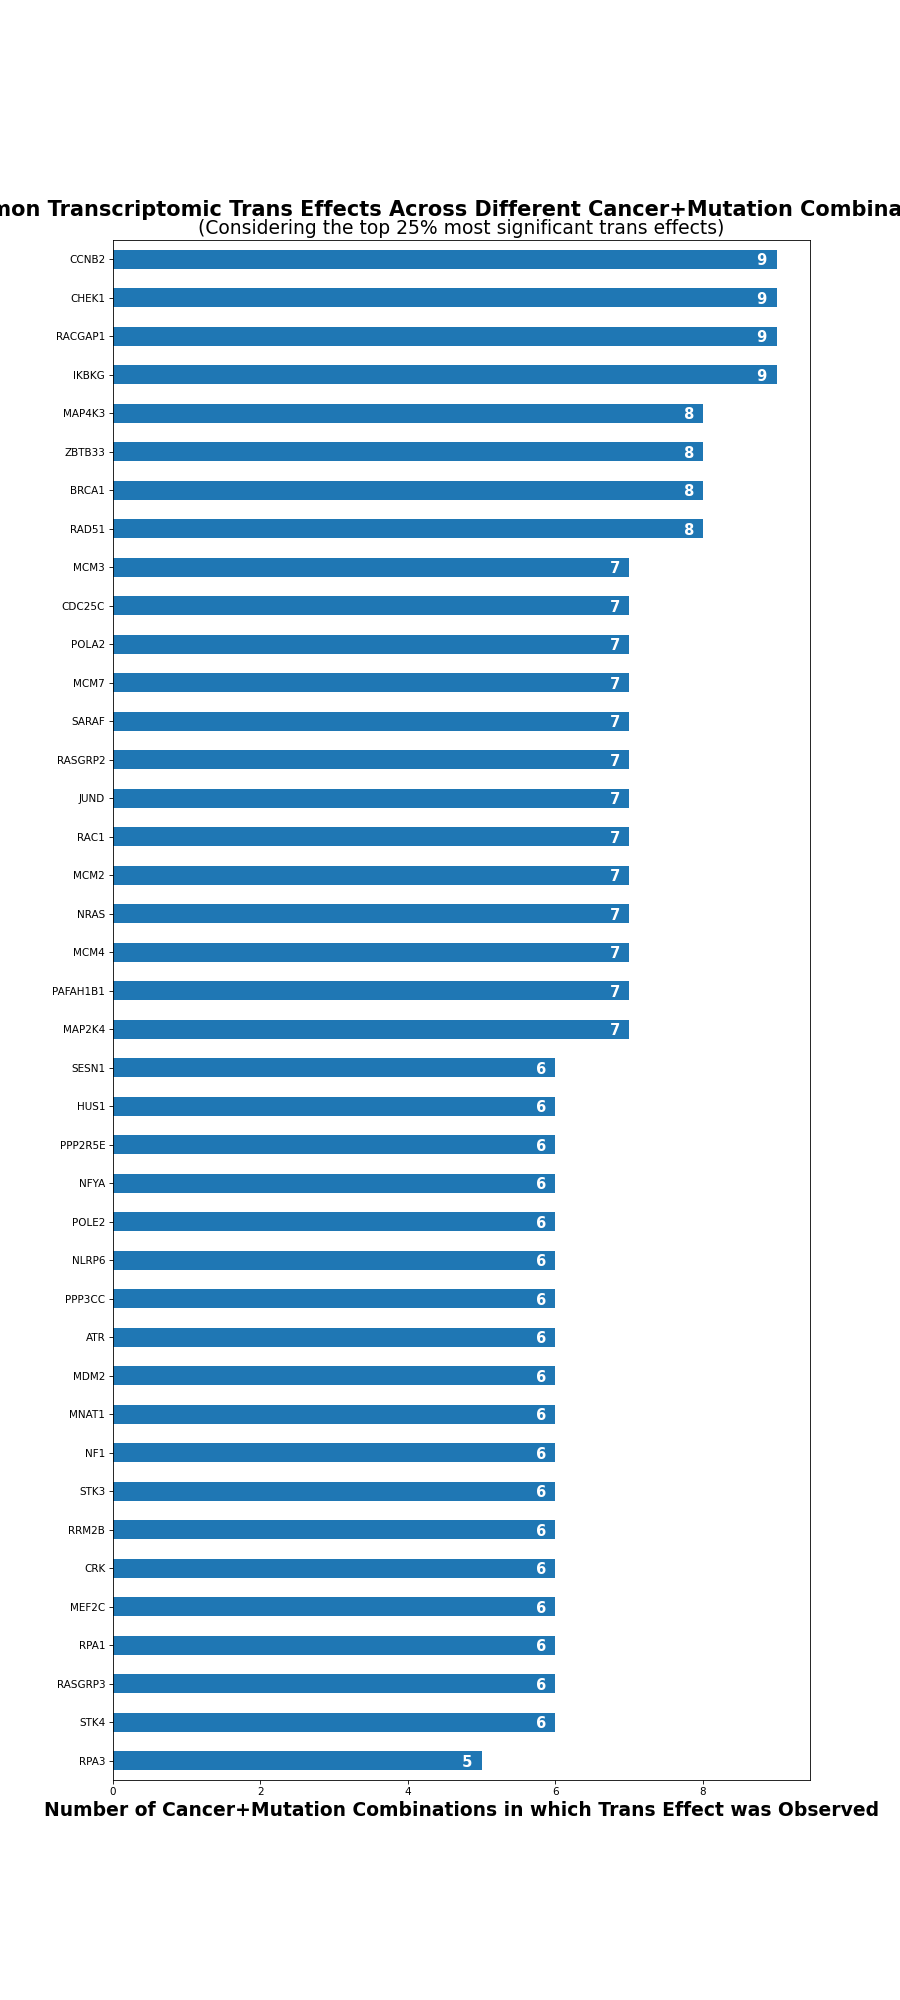 Transcriptomic Trans Effects Across Different Cancer+Mutation
(Considering the top 25% most significant trans effects)
CCNB2 9
CHEK1 9
RACGAP1 9
IKBKG 9
MAP4K3 8
ZBTB33 8
BRCA1 8
RAD51 8
MCM3 7
CDC25C 7
POLA2 7
MCM7 7
SARAF 7
RASGRP2 7
JUND 7
RAC1 7
MCM2 7
NRAS 7
MCM4 7
PAFAH1B1 7
MAP2K4 7
SESN1 6
HUS1 6
PPP2R5E 6
NFYA 6
POLE2 6
NLRP6 6
PPP3CC 6
ATR 6
MDM2 6
MNAT1 6
NF1 6
STK3 6
RRM2B 6
CRK 6
MEF2C 6
RPA1 6
RASGRP3 6
STK4 6
RPA3 5
0 2 4 6 8
Number of Cancer+Mutation Combinations in which Trans Effect was Observed